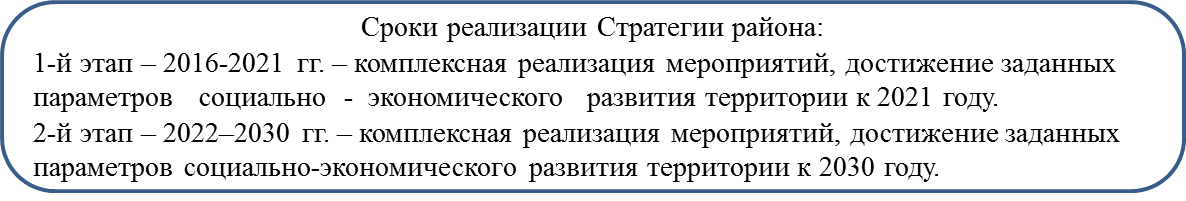 Сроки реализации Стратегии района:
1-й этап – 2016-2021 гг. – комплексная реализация мероприятий, достижение заданных
параметров социально - экономического развития территории к 2021 году.
2-й этап – 2022–2030 гг. – комплексная реализация мероприятий, достижение заданных
параметров социально-экономического развития территории к 2030 году.